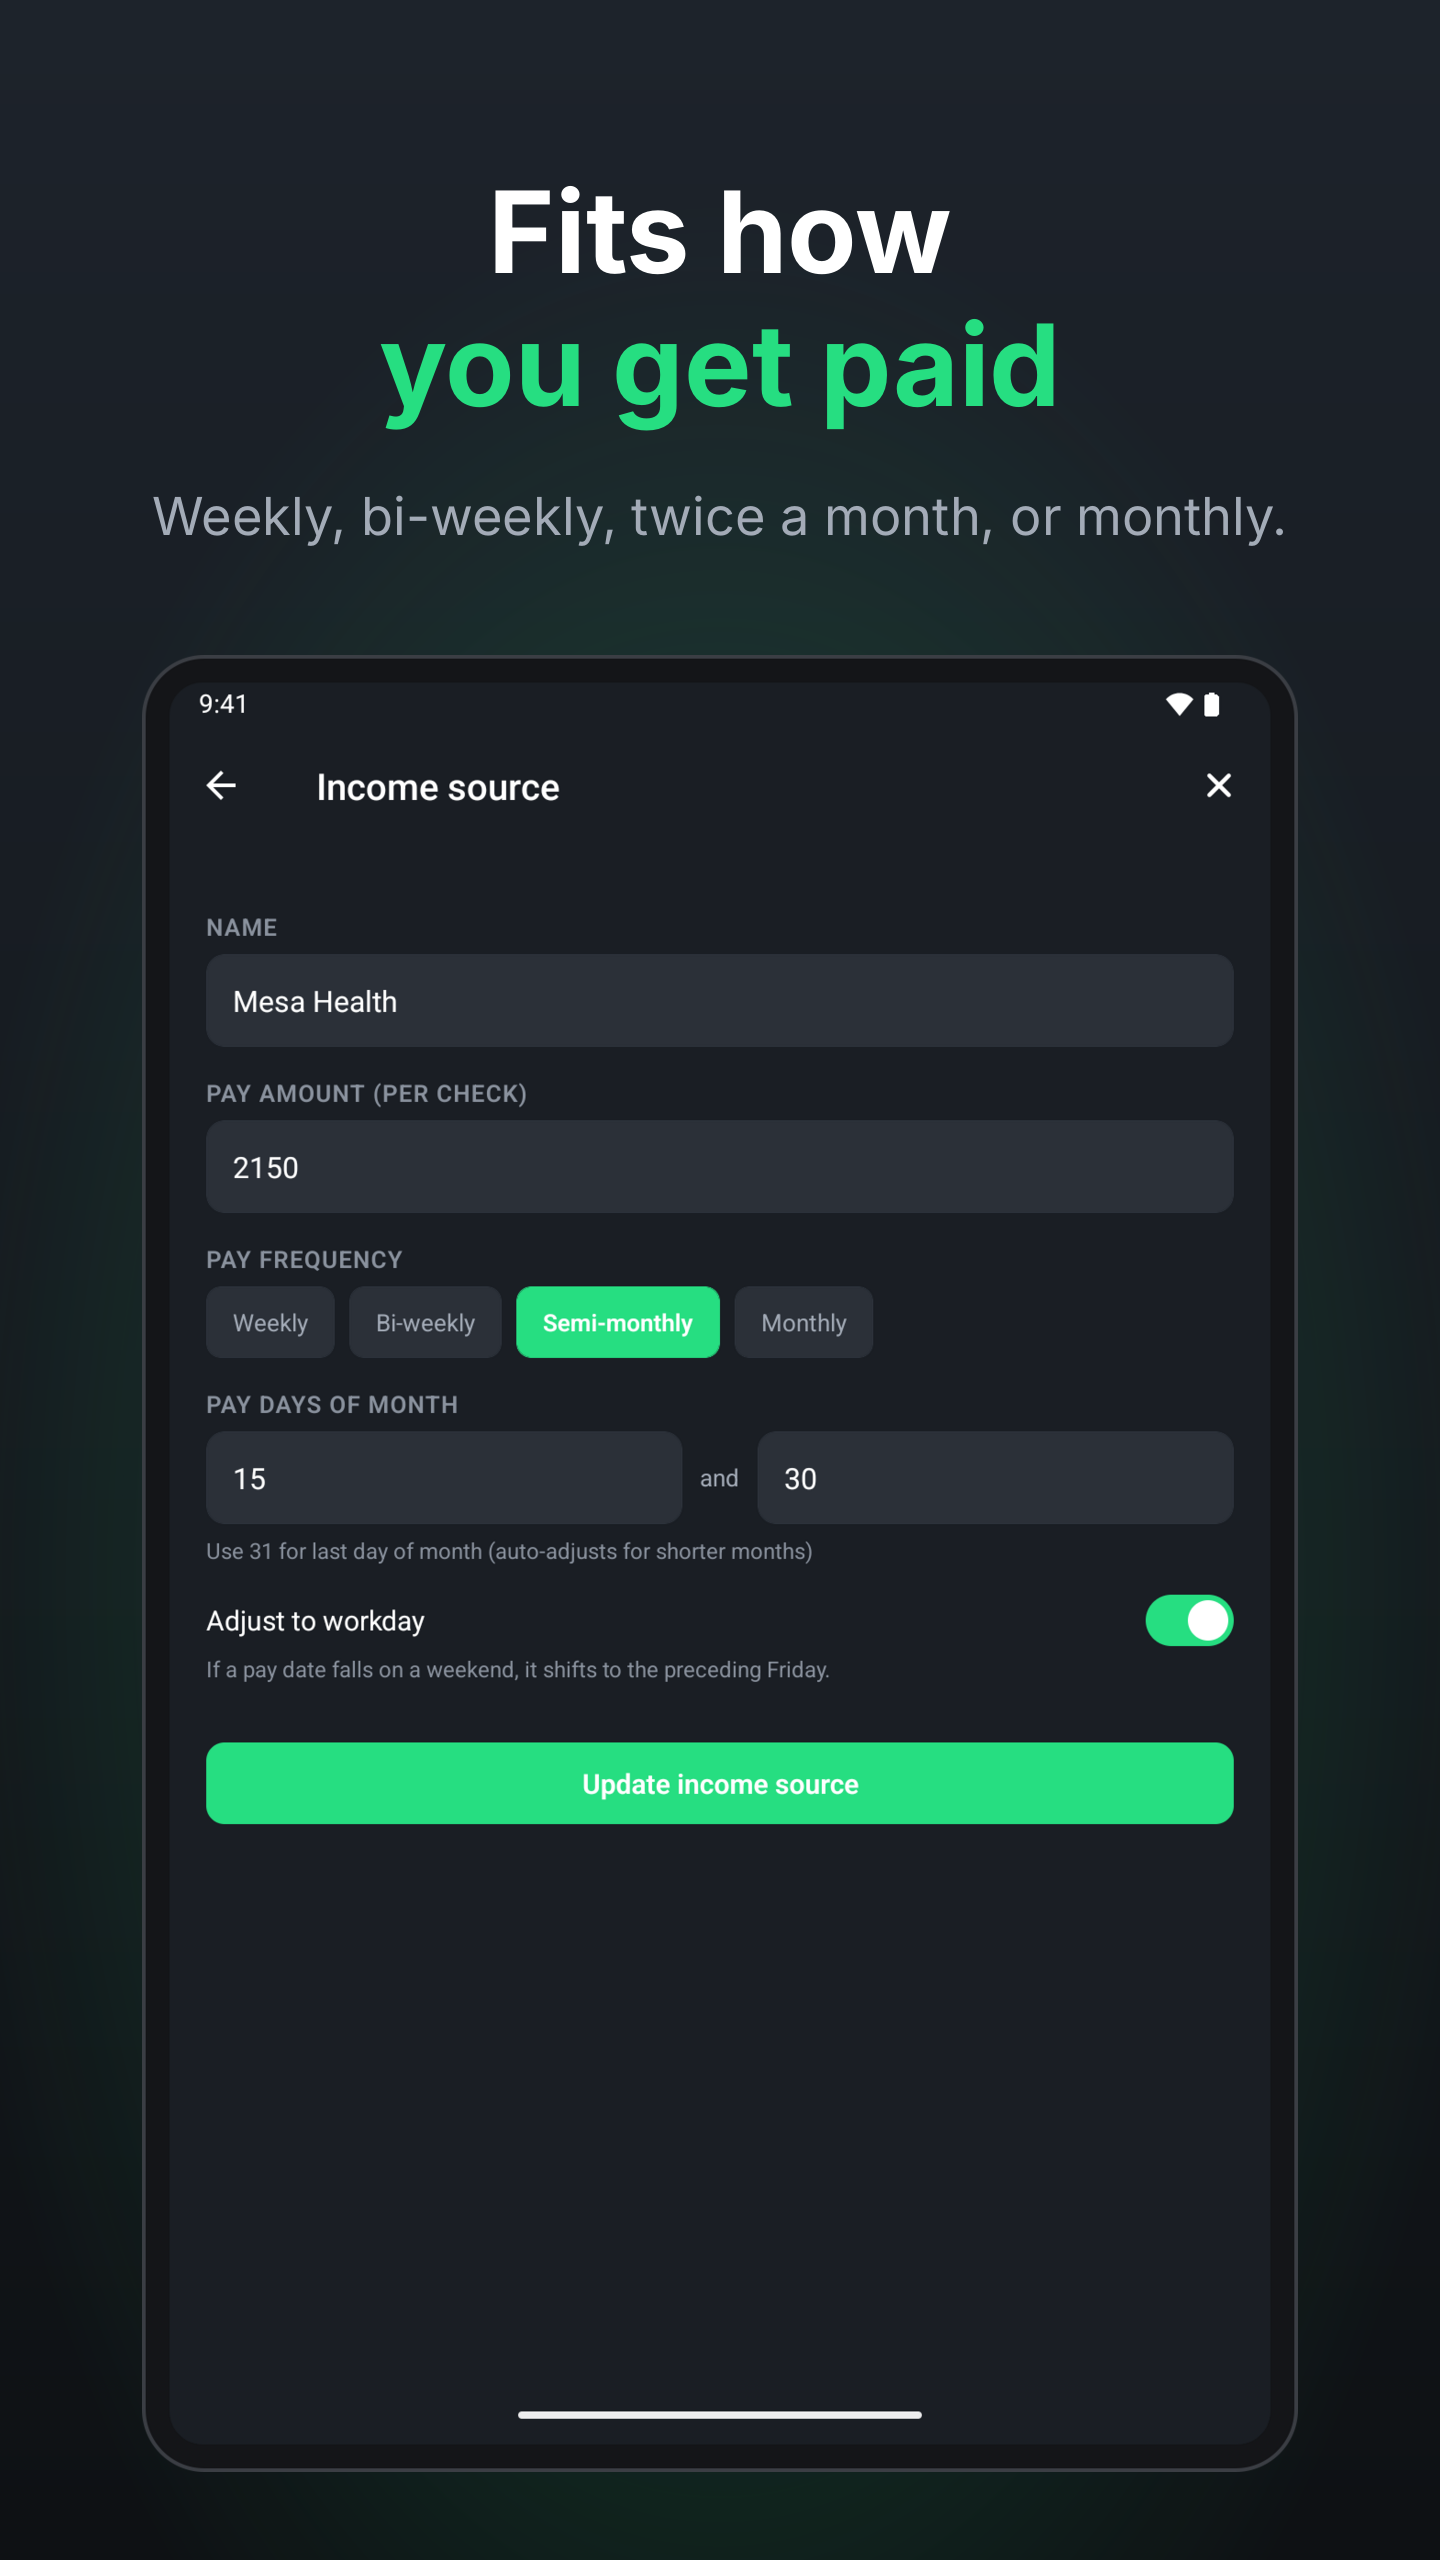 Fits how
you get paid
Weekly, bi-weekly, twice a month, or monthly.
9:41
Income source
NAME
Mesa Health
PAY AMOUNT (PER CHECK)
2150
PAY FREQUENCY
Weekly Bi-weekly Semi-monthly Monthly
PAY DAYS OF MONTH
15 and 30
Use 31 for last day of month (auto-adjusts for shorter months)
Adjust to workday
If a pay date falls on a weekend, it shifts to the preceding Friday.
Update income source